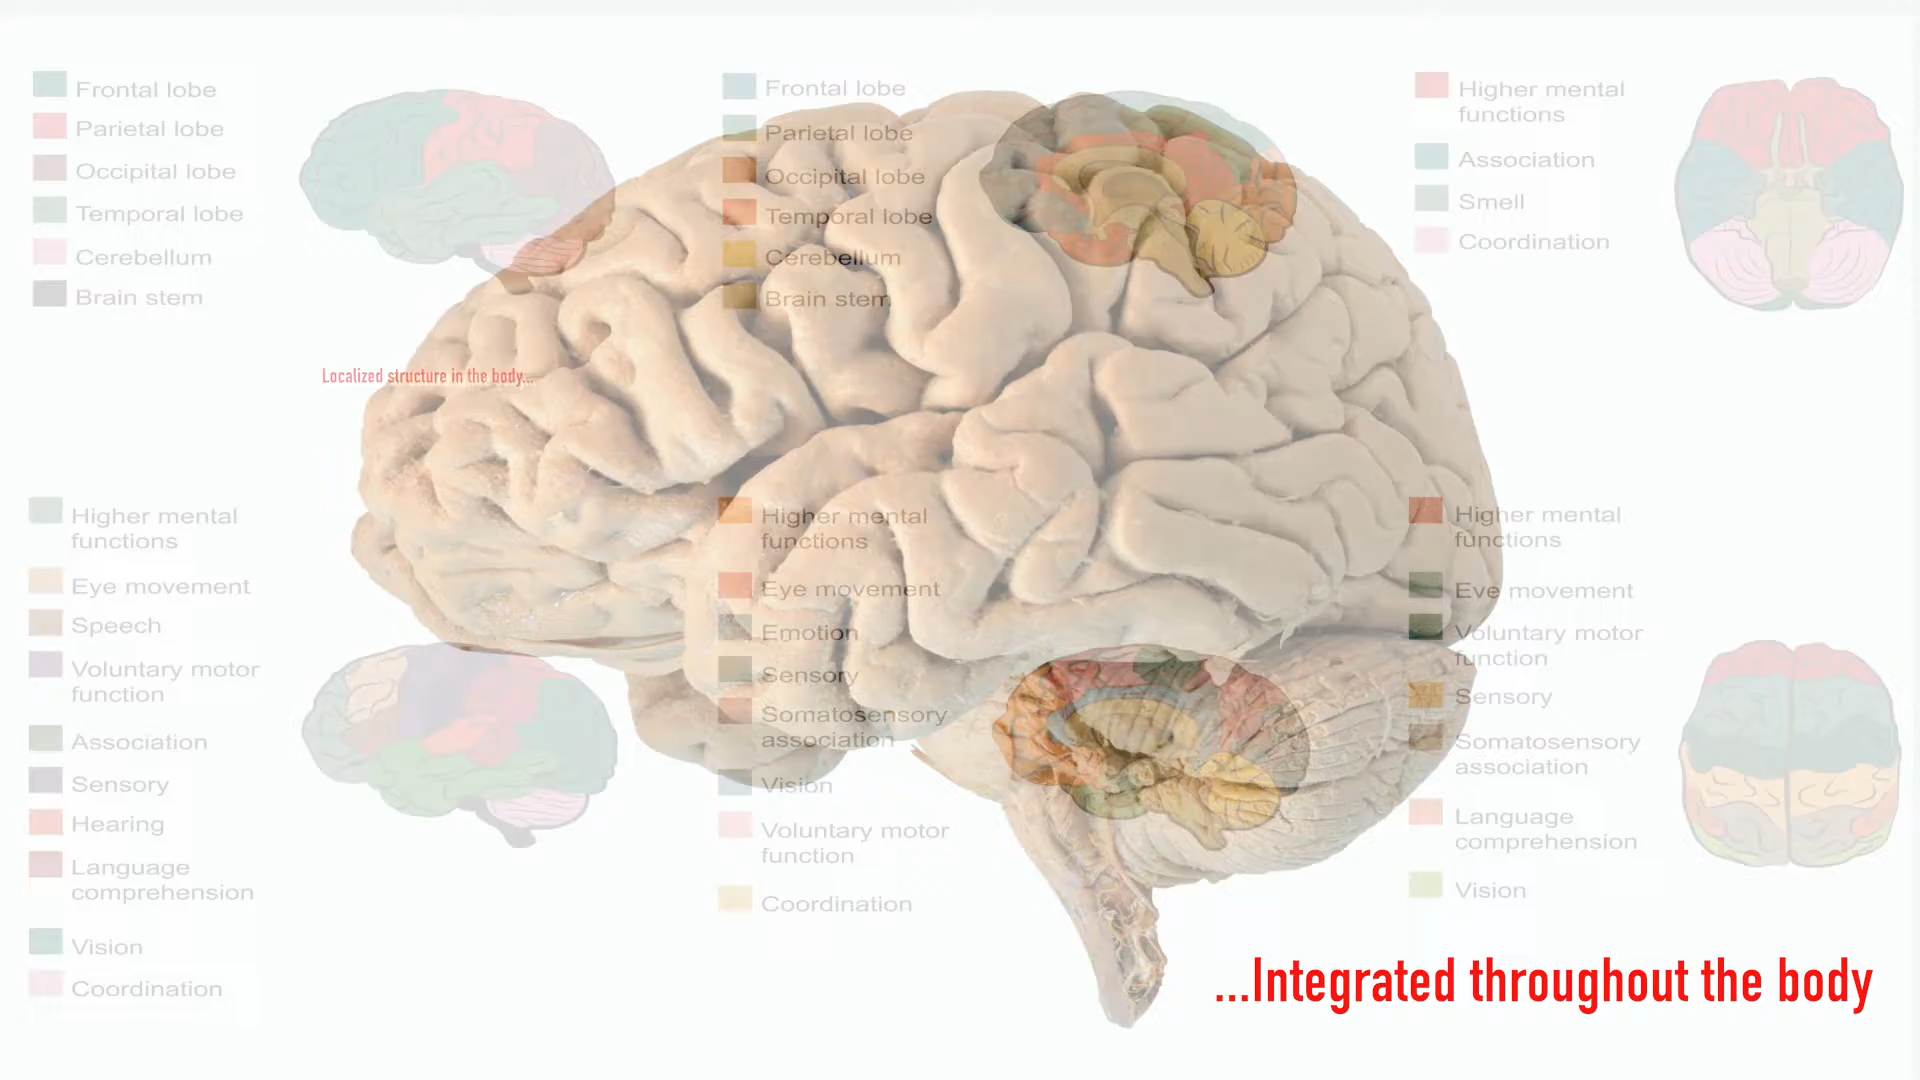 Frontal lobe
Parietal lobe
Occipital lobe
Temporal lobe
Cerebellum
Brain stem
Frontal lobe
Parietal lobe
Occipital lobe
Temporal lobe
Cerebellum
Brain stem
Higher mental
functions
Association
Smell
Coordination
Localized structure in the body...
Higher mental
functions
Eye movement
Speech
Voluntary motor
function
Association
Sensory
Hearing
Language
comprehension
Vision
Coordination
Higher mental
functions
Eye movement
Emotion
Sensory
Somatosensory
association
Vision
Voluntary motor
function
Coordination
Higher mental
functions
Eye movement
Voluntary motor
function
Sensory
Somatosensory
association
Language
comprehension
Vision
...Integrated throughout the body